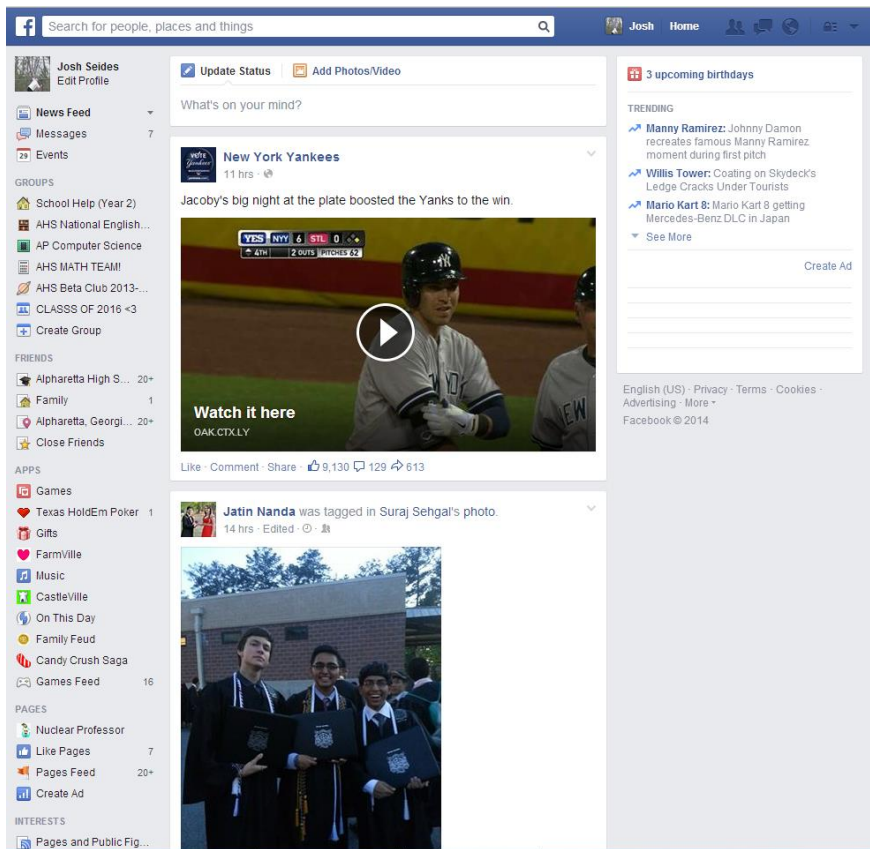 f
Search for people, places and things
Josh Home
Josh Seides
Edit Profile
News Feed
Messages 7
29 Events
GROUPS
School Help (Year 2)
AHS National English...
AP Computer Science
AHS MATH TEAM!
AHS Beta Club 2013-...
CLASSS OF 2016 <3
Create Group
FRIENDS
Alpharetta High S... 20+
Family 1
Alpharetta, Georgi... 20+
Close Friends
APPS
Games
Texas HoldEm Poker 1
Gifts
FarmVille
Music
CastleVille
On This Day
Family Feud
Candy Crush Saga
Games Feed 16
PAGES
Nuclear Professor
Like Pages 7
Pages Feed 20+
Create Ad
INTERESTS
Pages and Public Fig...
Update Status Add Photos/Video
What's on your mind?
VOTE
Yankees
New York Yankees
11 hrs ·
Jacoby's big night at the plate boosted the Yanks to the win.
YES NYY 6 STL 0
4TH 2 OUTS PITCHES 62
Watch it here
OAK.CTX.LY
Like · Comment · Share · 9,130 129 613
Jatin Nanda was tagged in Suraj Sehgal's photo.
14 hrs · Edited ·
3 upcoming birthdays
TRENDING
Manny Ramirez: Johnny Damon
recreates famous Manny Ramirez
moment during first pitch
Willis Tower: Coating on Skydeck's
Ledge Cracks Under Tourists
Mario Kart 8: Mario Kart 8 getting
Mercedes-Benz DLC in Japan
See More
Create Ad
English (US) · Privacy · Terms · Cookies ·
Advertising · More
Facebook © 2014